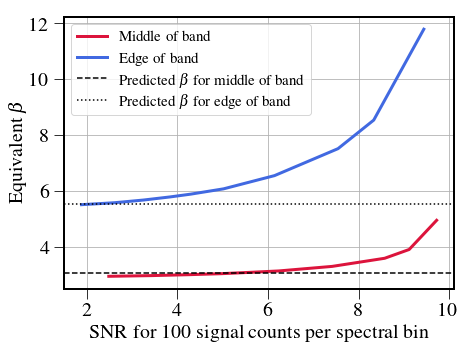 Middle of band
Edge of band
Predicted β for middle of band
Predicted β for edge of band
12
10
8
6
4
Equivalent β
2 4 6 8 10
SNR for 100 signal counts per spectral bin